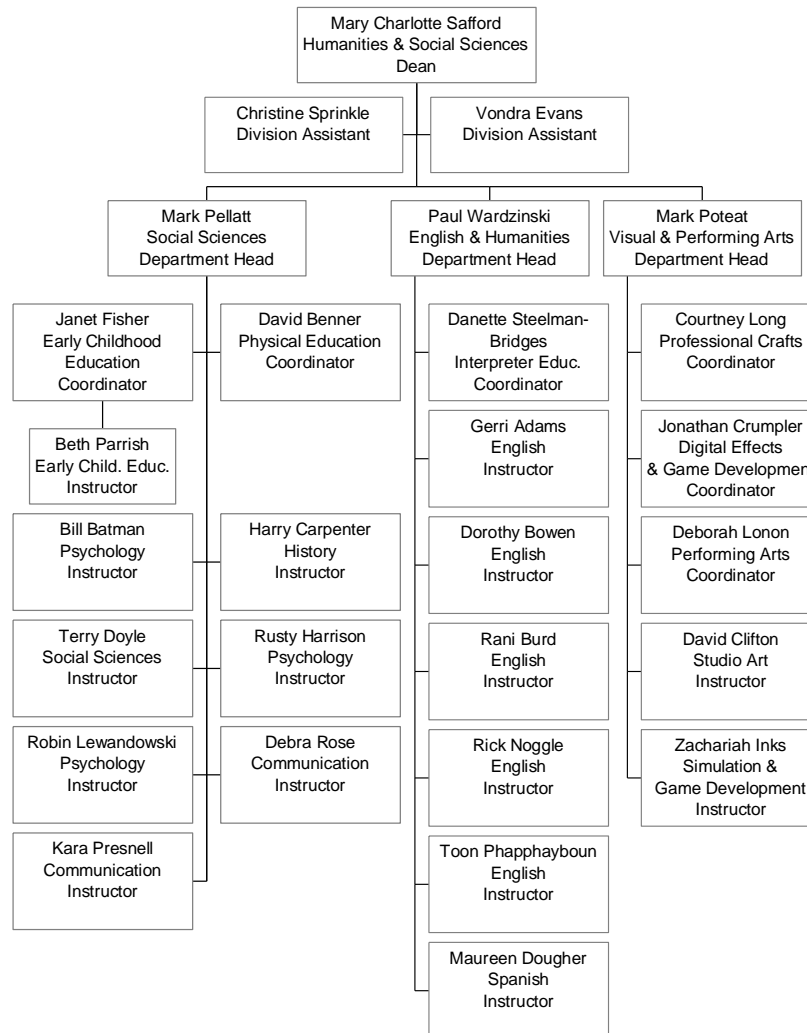 Mary Charlotte Safford
Humanities & Social Sciences
Dean
Christine Sprinkle
Division Assistant
Vondra Evans
Division Assistant
Mark Pellatt
Social Sciences
Department Head
Paul Wardzinski
English & Humanities
Department Head
Mark Poteat
Visual & Performing Arts
Department Head
Janet Fisher
Early Childhood
Education
Coordinator
David Benner
Physical Education
Coordinator
Danette Steelman-
Bridges
Interpreter Educ.
Coordinator
Courtney Long
Professional Crafts
Coordinator
Beth Parrish
Early Child. Educ.
Instructor
Gerri Adams
English
Instructor
Jonathan Crumpler
Digital Effects
& Game Developmen
Coordinator
Bill Batman
Psychology
Instructor
Harry Carpenter
History
Instructor
Dorothy Bowen
English
Instructor
Deborah Lonon
Performing Arts
Coordinator
Terry Doyle
Social Sciences
Instructor
Rusty Harrison
Psychology
Instructor
Rani Burd
English
Instructor
David Clifton
Studio Art
Instructor
Robin Lewandowski
Psychology
Instructor
Debra Rose
Communication
Instructor
Rick Noggle
English
Instructor
Zachariah Inks
Simulation &
Game Development
Instructor
Kara Presnell
Communication
Instructor
Toon Phapphayboun
English
Instructor
Maureen Dougher
Spanish
Instructor